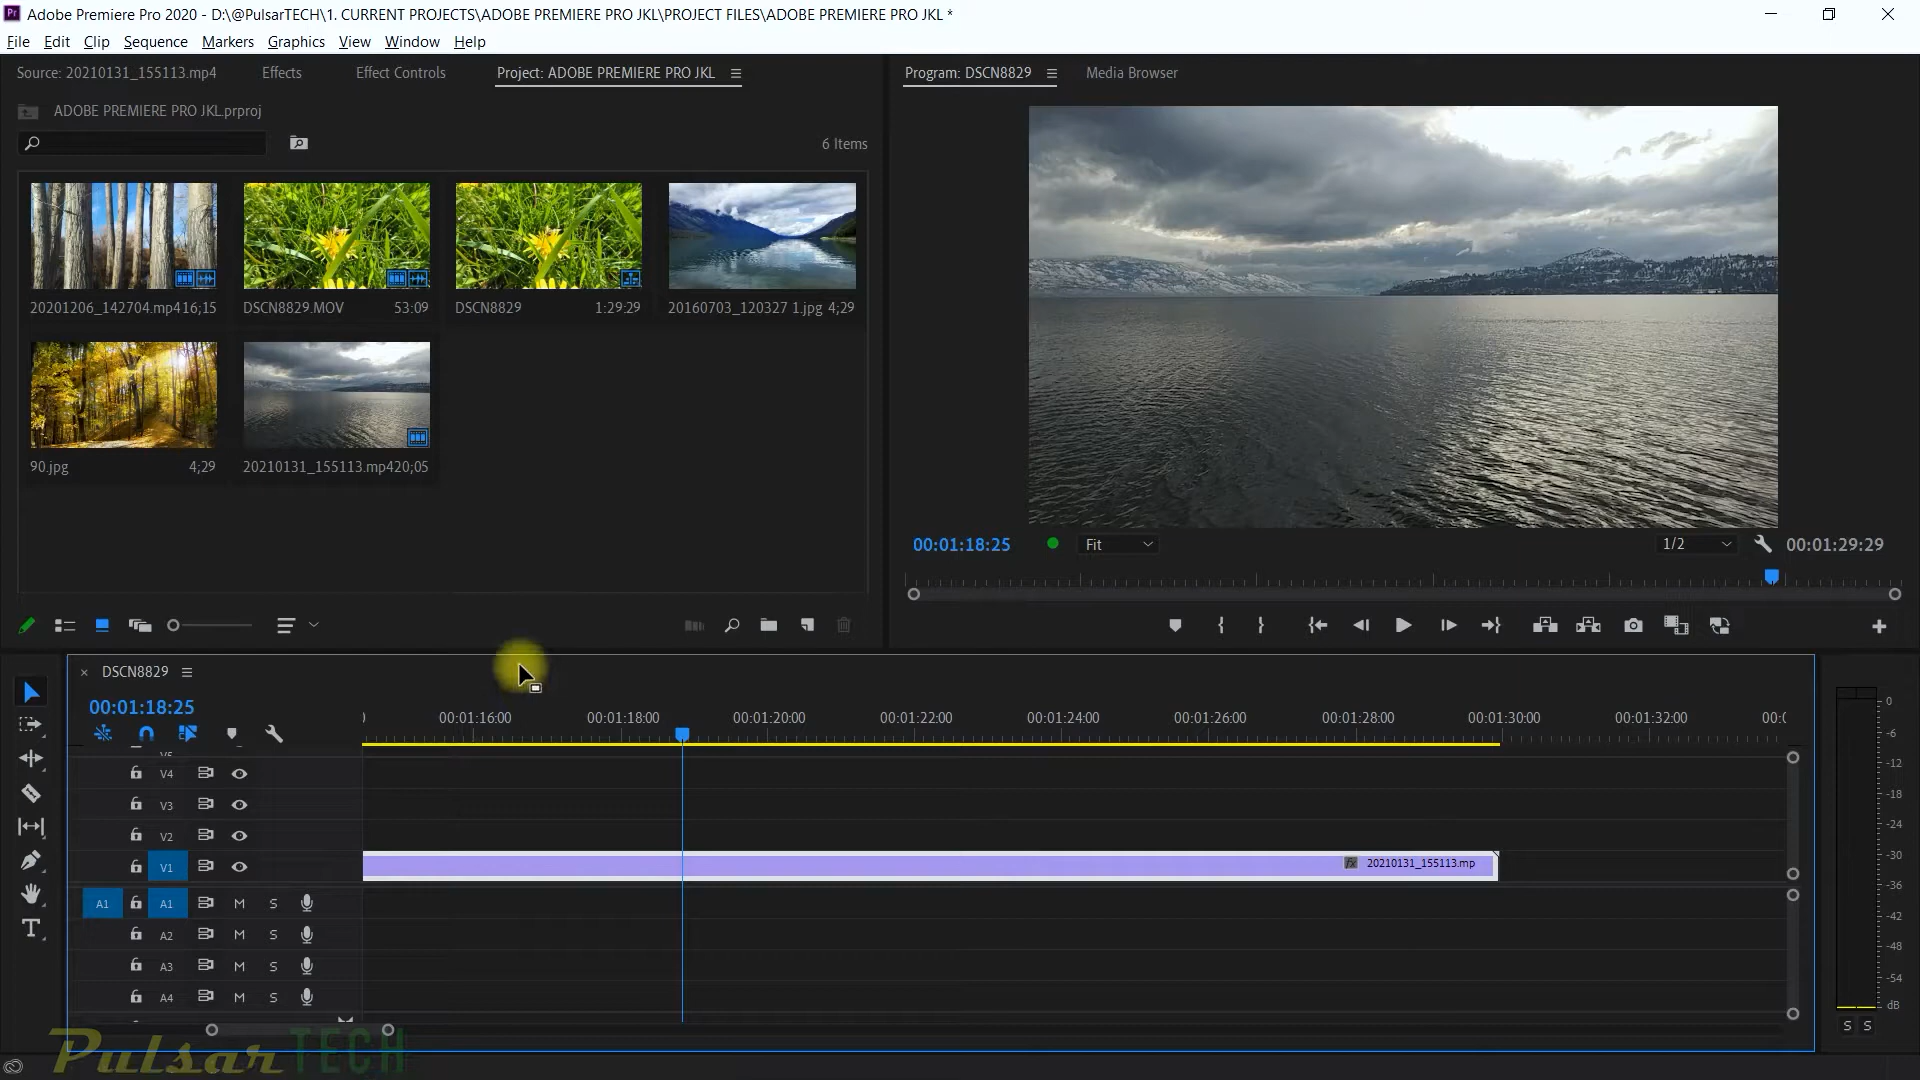 Adobe Premiere Pro 2020 - D:\@PulsarTECH\1. CURRENT PROJECTS\ADOBE PREMIERE PRO JKL\PROJECT FILES\ADOBE PREMIERE PRO JKL *
File Edit Clip Sequence Markers Graphics View Window Help
Source: 20210131_155113.mp4 Effects Effect Controls Project: ADOBE PREMIERE PRO JKL
Program: DSCN8829 Media Browser
ADOBE PREMIERE PRO JKL.prproj
6 Items
20201206_142704.mp4 16;15 DSCN8829.MOV 53:09 DSCN8829 1:29:29 20160703_120327 1.jpg 4;29
90.jpg 4;29 20210131_155113.mp4 20;05
00:01:18:25 Fit 1/2 00:01:29:29
DSCN8829
00:01:18:25
00:01:16:00 00:01:18:00 00:01:20:00 00:01:22:00 00:01:24:00 00:01:26:00 00:01:28:00 00:01:30:00 00:01:32:00
V4
V3
V2
V1 fx 20210131_155113.mp
A1 A1 M S
A2 M S
A3 M S
A4 M S
0
-6
-12
-18
-24
-30
-36
-42
-48
-54
dB
S S
PulsarTECH